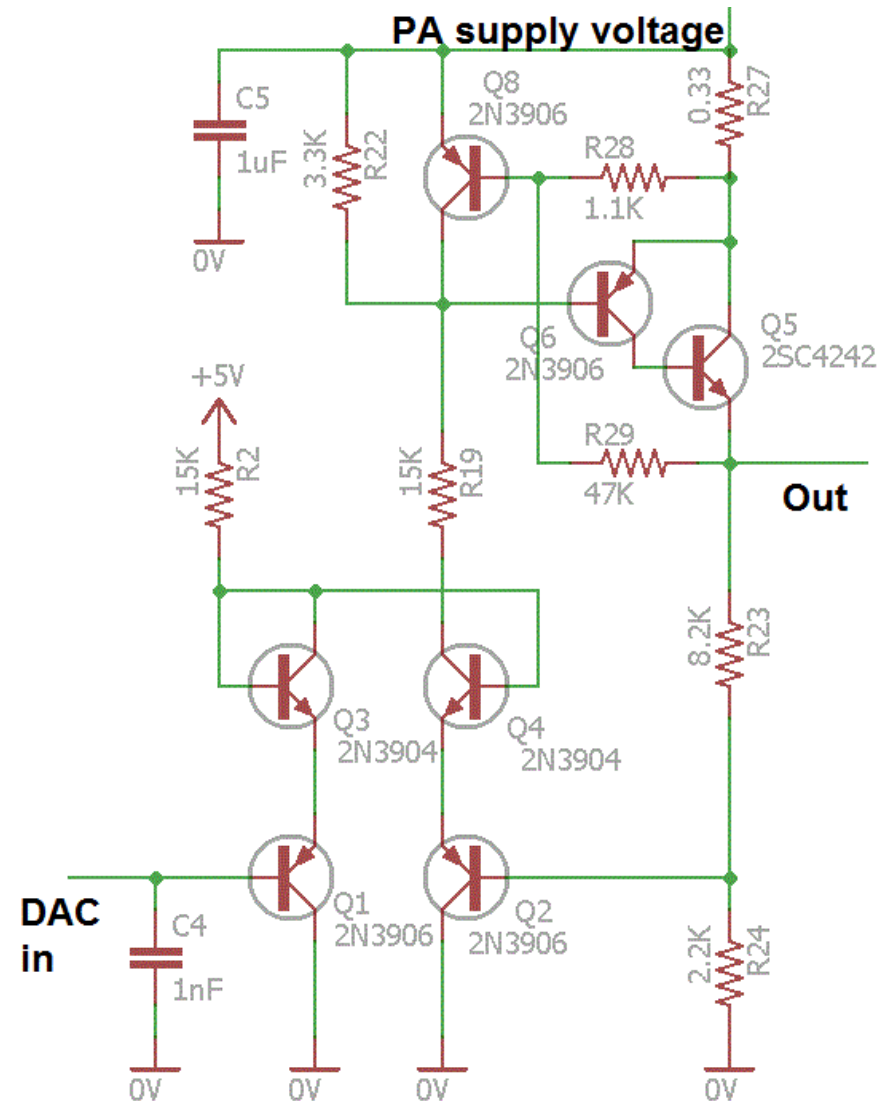 PA supply voltage
Q8
2N3906
C5
1uF
0V
3.3K
R22
0.33
R27
R28
1.1K
Q6
2N3906
Q5
2SC4242
+5V
15K
R2
15K
R19
R29
47K
Out
Q3
2N3904
Q4
2N3904
8.2K
R23
DAC
in
C4
1nF
Q1
2N3906
Q2
2N3906
2.2K
R24
0V
0V
0V
0V